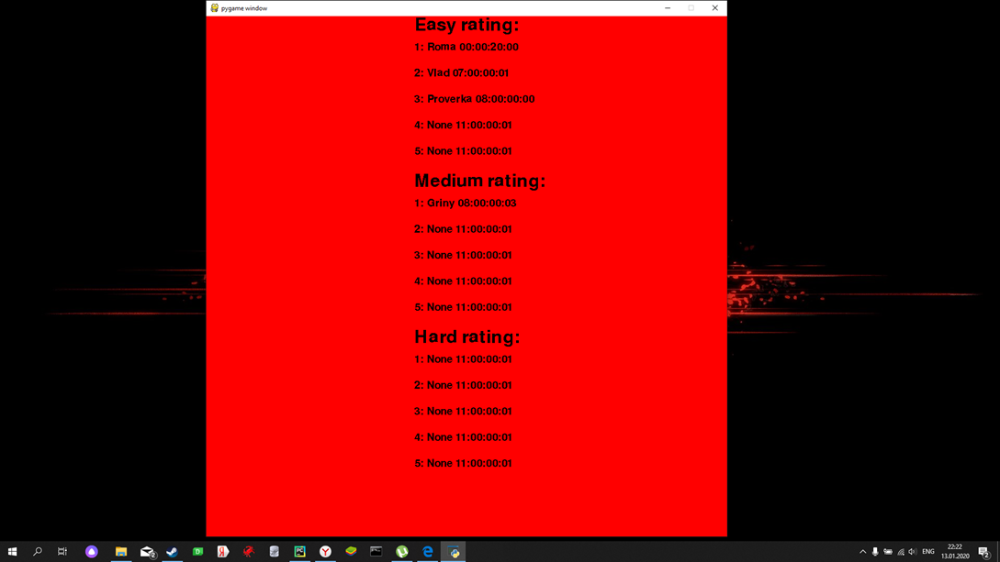 pygame window
Easy rating:
1: Roma 00:00:20:00
2: Vlad 07:00:00:01
3: Proverka 08:00:00:00
4: None 11:00:00:01
5: None 11:00:00:01
Medium rating:
1: Griny 08:00:00:03
2: None 11:00:00:01
3: None 11:00:00:01
4: None 11:00:00:01
5: None 11:00:00:01
Hard rating:
1: None 11:00:00:01
2: None 11:00:00:01
3: None 11:00:00:01
4: None 11:00:00:01
5: None 11:00:00:01
ENG
22:22
13.01.2020